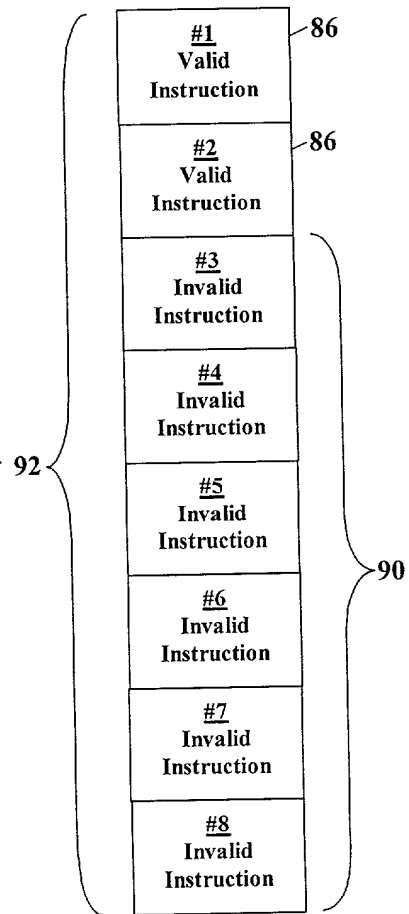 #1
Valid
Instruction
86
#2
Valid
Instruction
86
#3
Invalid
Instruction
#4
Invalid
Instruction
92
#5
Invalid
Instruction
90
#6
Invalid
Instruction
#7
Invalid
Instruction
#8
Invalid
Instruction